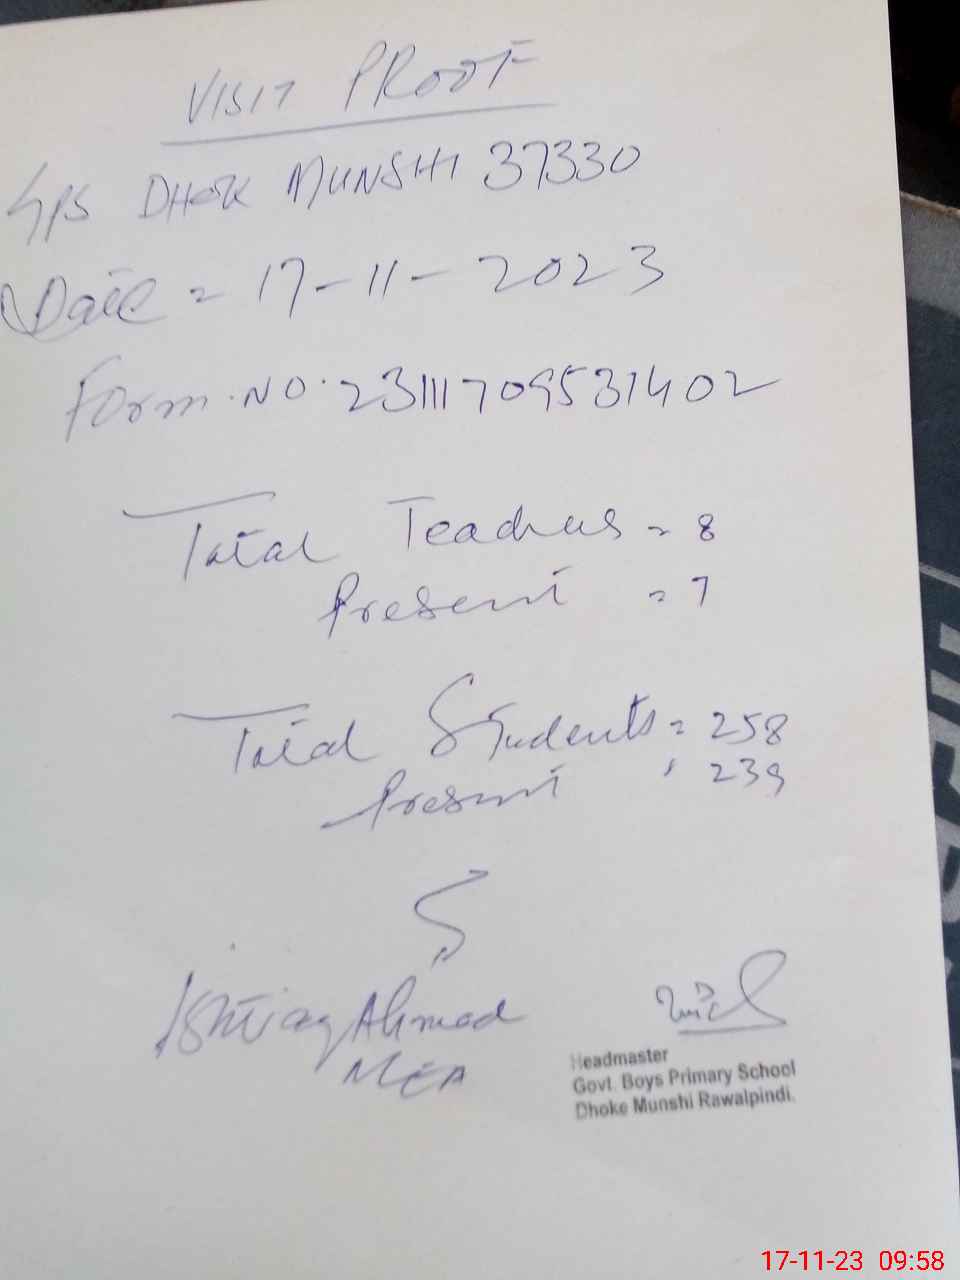 VISIT PROOF
GPS DHOK MUNSHI 37330
Date = 17-11-2023
Form.NO.23111709531402
Total Teachers = 8
Present = 7
Total Students = 258
Present = 239
Ishtiaq Ahmad
MEA
Headmaster
Govt. Boys Primary School
Dhoke Munshi Rawalpindi.
17-11-23 09:58